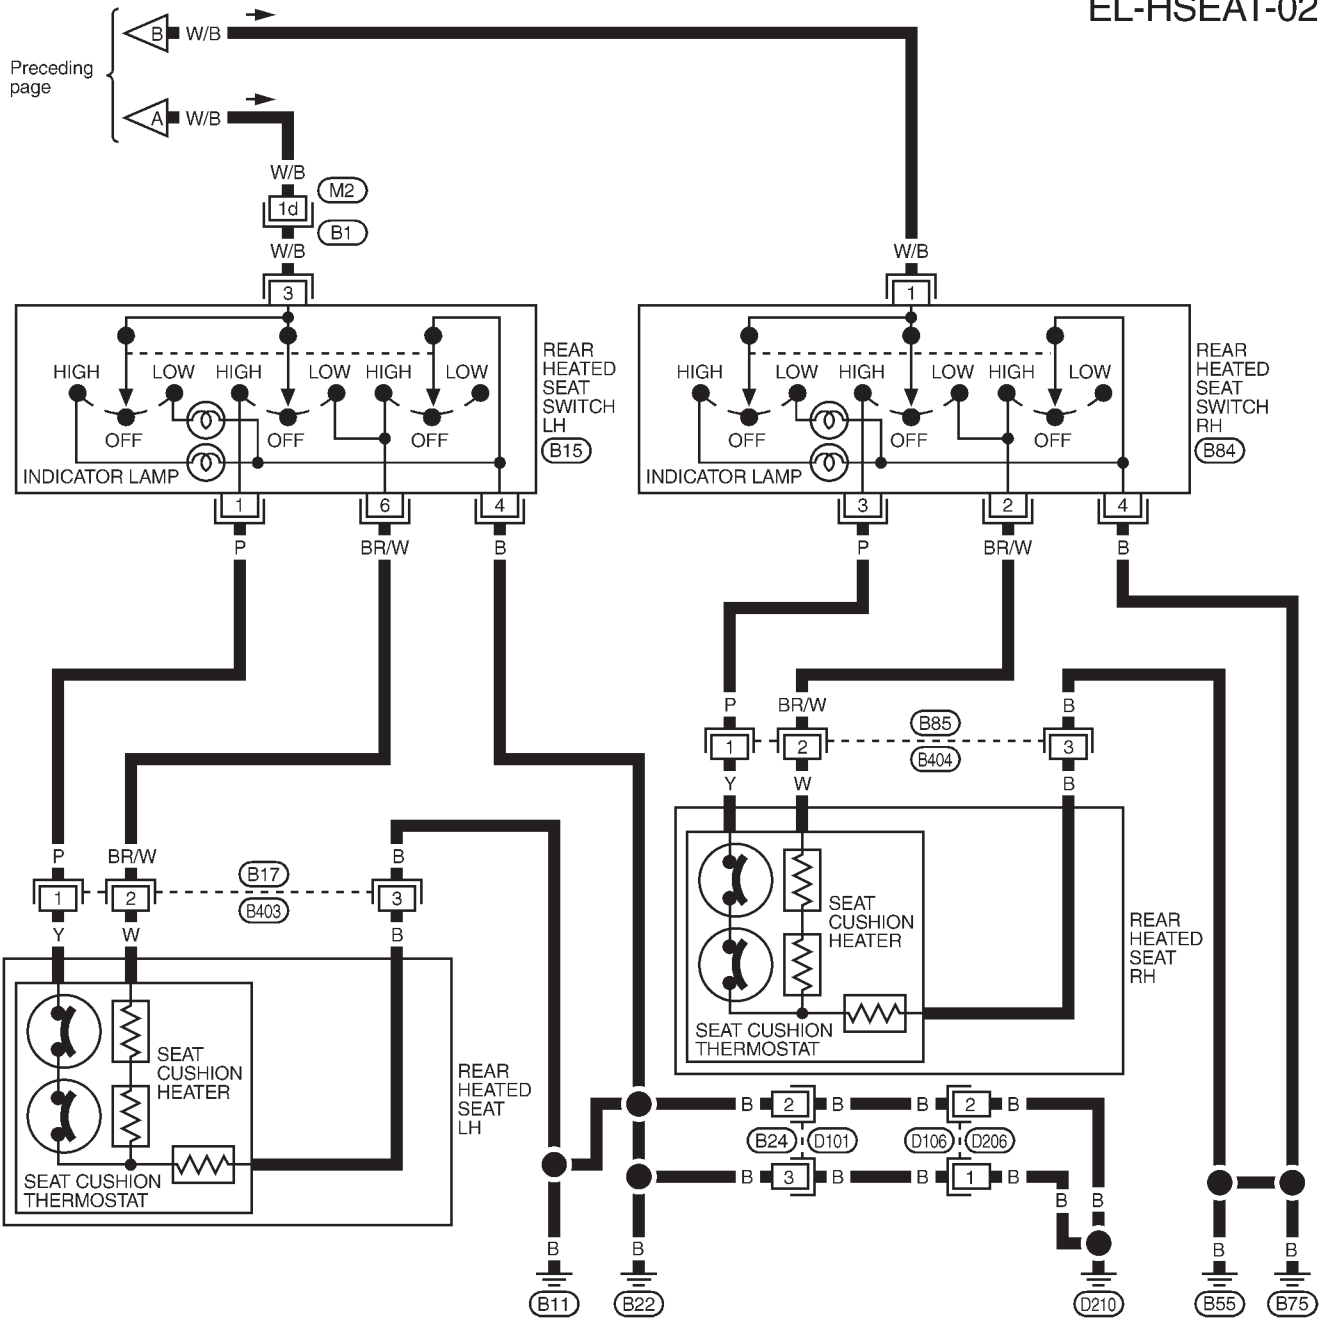 EL-HSEAT-02
B W/B
Preceding
page
A W/B
W/B
M2
1d
B1
W/B
W/B
3
1
HIGH LOW HIGH LOW HIGH LOW
OFF OFF OFF
INDICATOR LAMP
REAR
HEATED
SEAT
SWITCH
LH
B15
HIGH LOW HIGH LOW HIGH LOW
OFF OFF OFF
INDICATOR LAMP
REAR
HEATED
SEAT
SWITCH
RH
B84
1 6 4
P BR/W B
3 2 4
P BR/W B
P BR/W B
B85
1 2 3
B404
Y W B
SEAT
CUSHION
HEATER
SEAT CUSHION
THERMOSTAT
REAR
HEATED
SEAT
RH
P BR/W B
B17
1 2 3
B403
Y W B
SEAT
CUSHION
HEATER
SEAT CUSHION
THERMOSTAT
REAR
HEATED
SEAT
LH
B 2 B B 2 B
B24 D101 D106 D206
B 3 B B 1 B
B B
B B B B
B11 B22 D210 B55 B75